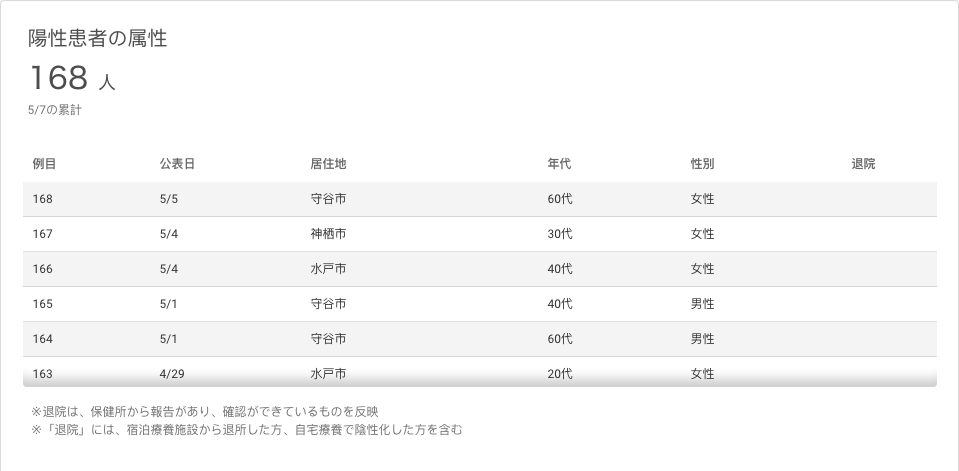 陽性患者の属性
168 人
5/7の累計
例目 公表日 居住地 年代 性別 退院
168 5/5 守谷市 60代 女性
167 5/4 神栖市 30代 女性
166 5/4 水戸市 40代 女性
165 5/1 守谷市 40代 男性
164 5/1 守谷市 60代 男性
163 4/29 水戸市 20代 女性
※退院は、保健所から報告があり、確認ができているものを反映
※「退院」には、宿泊療養施設から退所した方、自宅療養で陰性化した方を含む